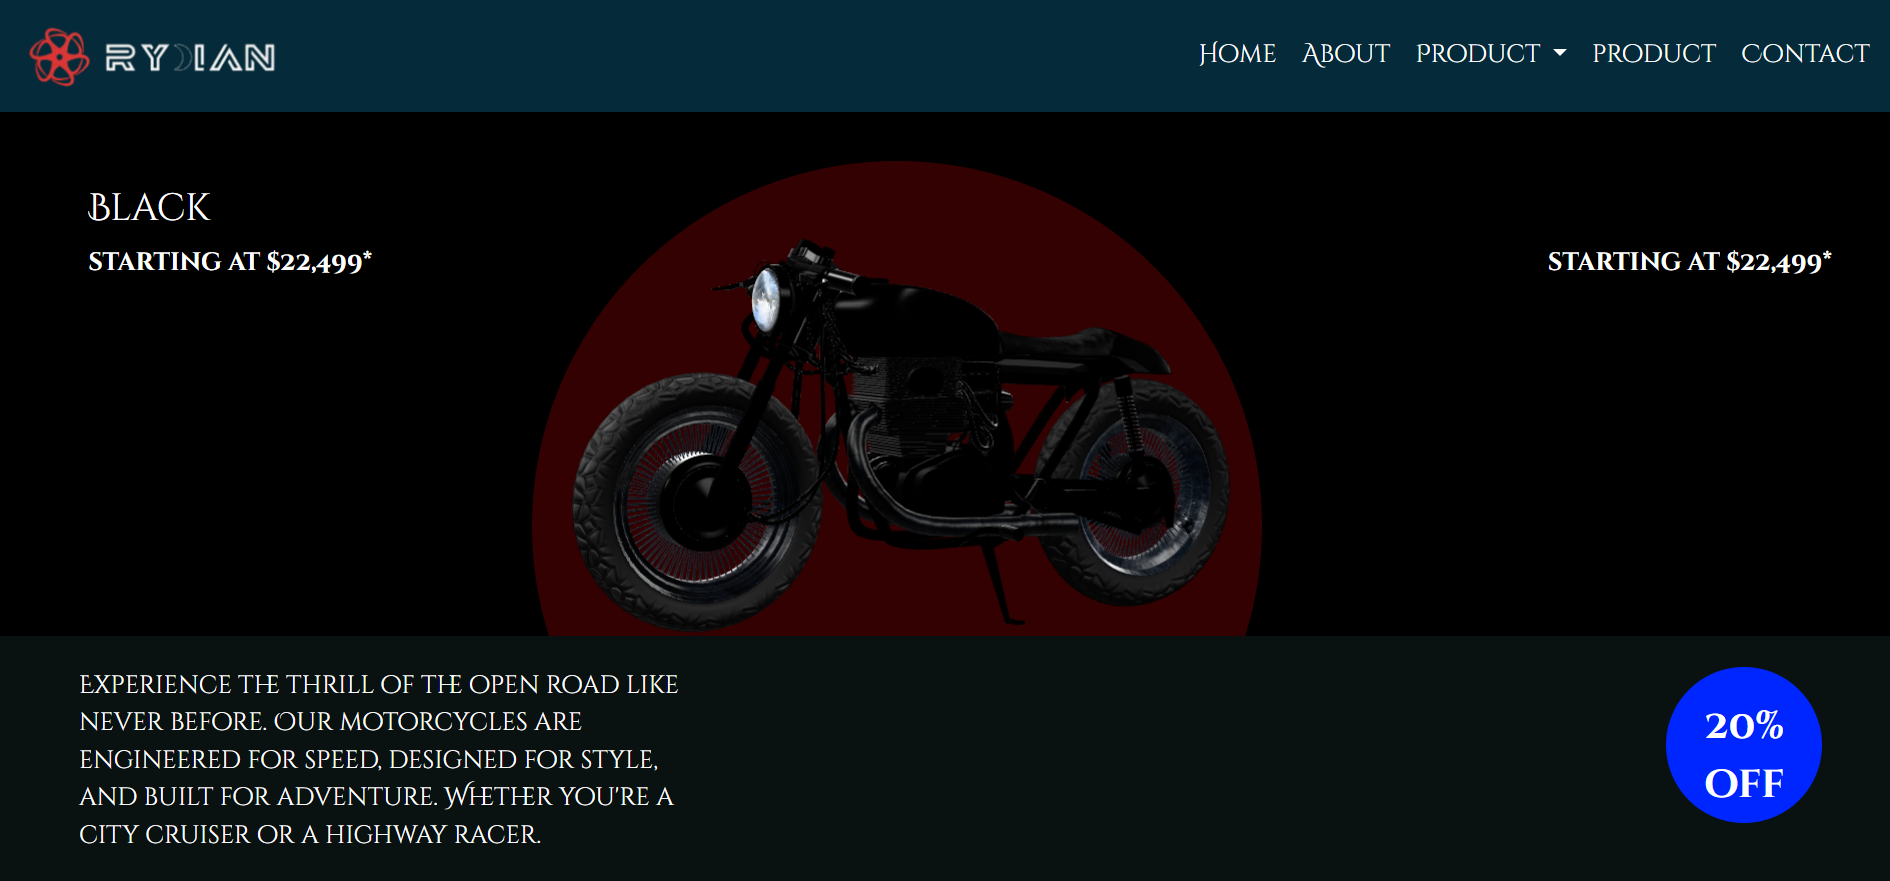 RYDIAN
Home About Product Product Contact
Black
Starting at $22,499*
Starting at $22,499*
Experience the thrill of the open road like
never before. Our motorcycles are
engineered for speed, designed for style,
and built for adventure. Whether you're a
city cruiser or a highway racer.
20%
OFF